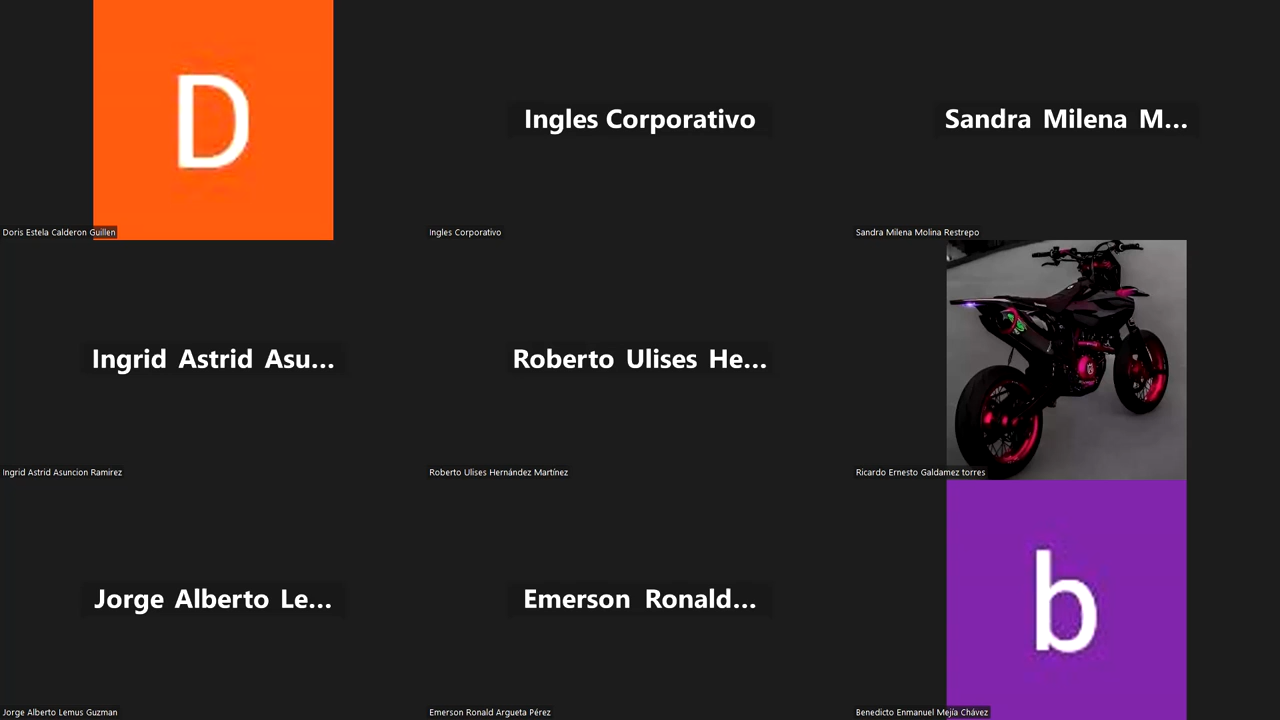 D
Doris Estela Calderon Guillen
Ingles Corporativo
Ingles Corporativo
Sandra Milena M...
Sandra Milena Molina Restrepo
Ingrid Astrid Asu...
Ingrid Astrid Asuncion Ramirez
Roberto Ulises He...
Roberto Ulises Hernández Martínez
Ricardo Ernesto Galdamez torres
Jorge Alberto Le...
Jorge Alberto Lemus Guzman
Emerson Ronald...
Emerson Ronald Argueta Pérez
b
Benedicto Enmanuel Mejía Chávez